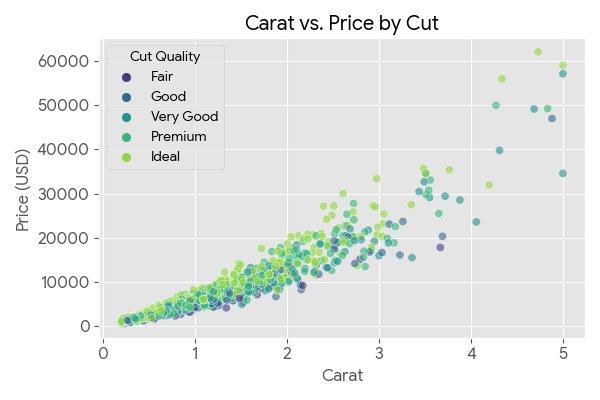 Carat vs. Price by Cut
Cut Quality
Fair
Good
Very Good
Premium
Ideal
Price (USD)
60000
50000
40000
30000
20000
10000
0
0 1 2 3 4 5
Carat